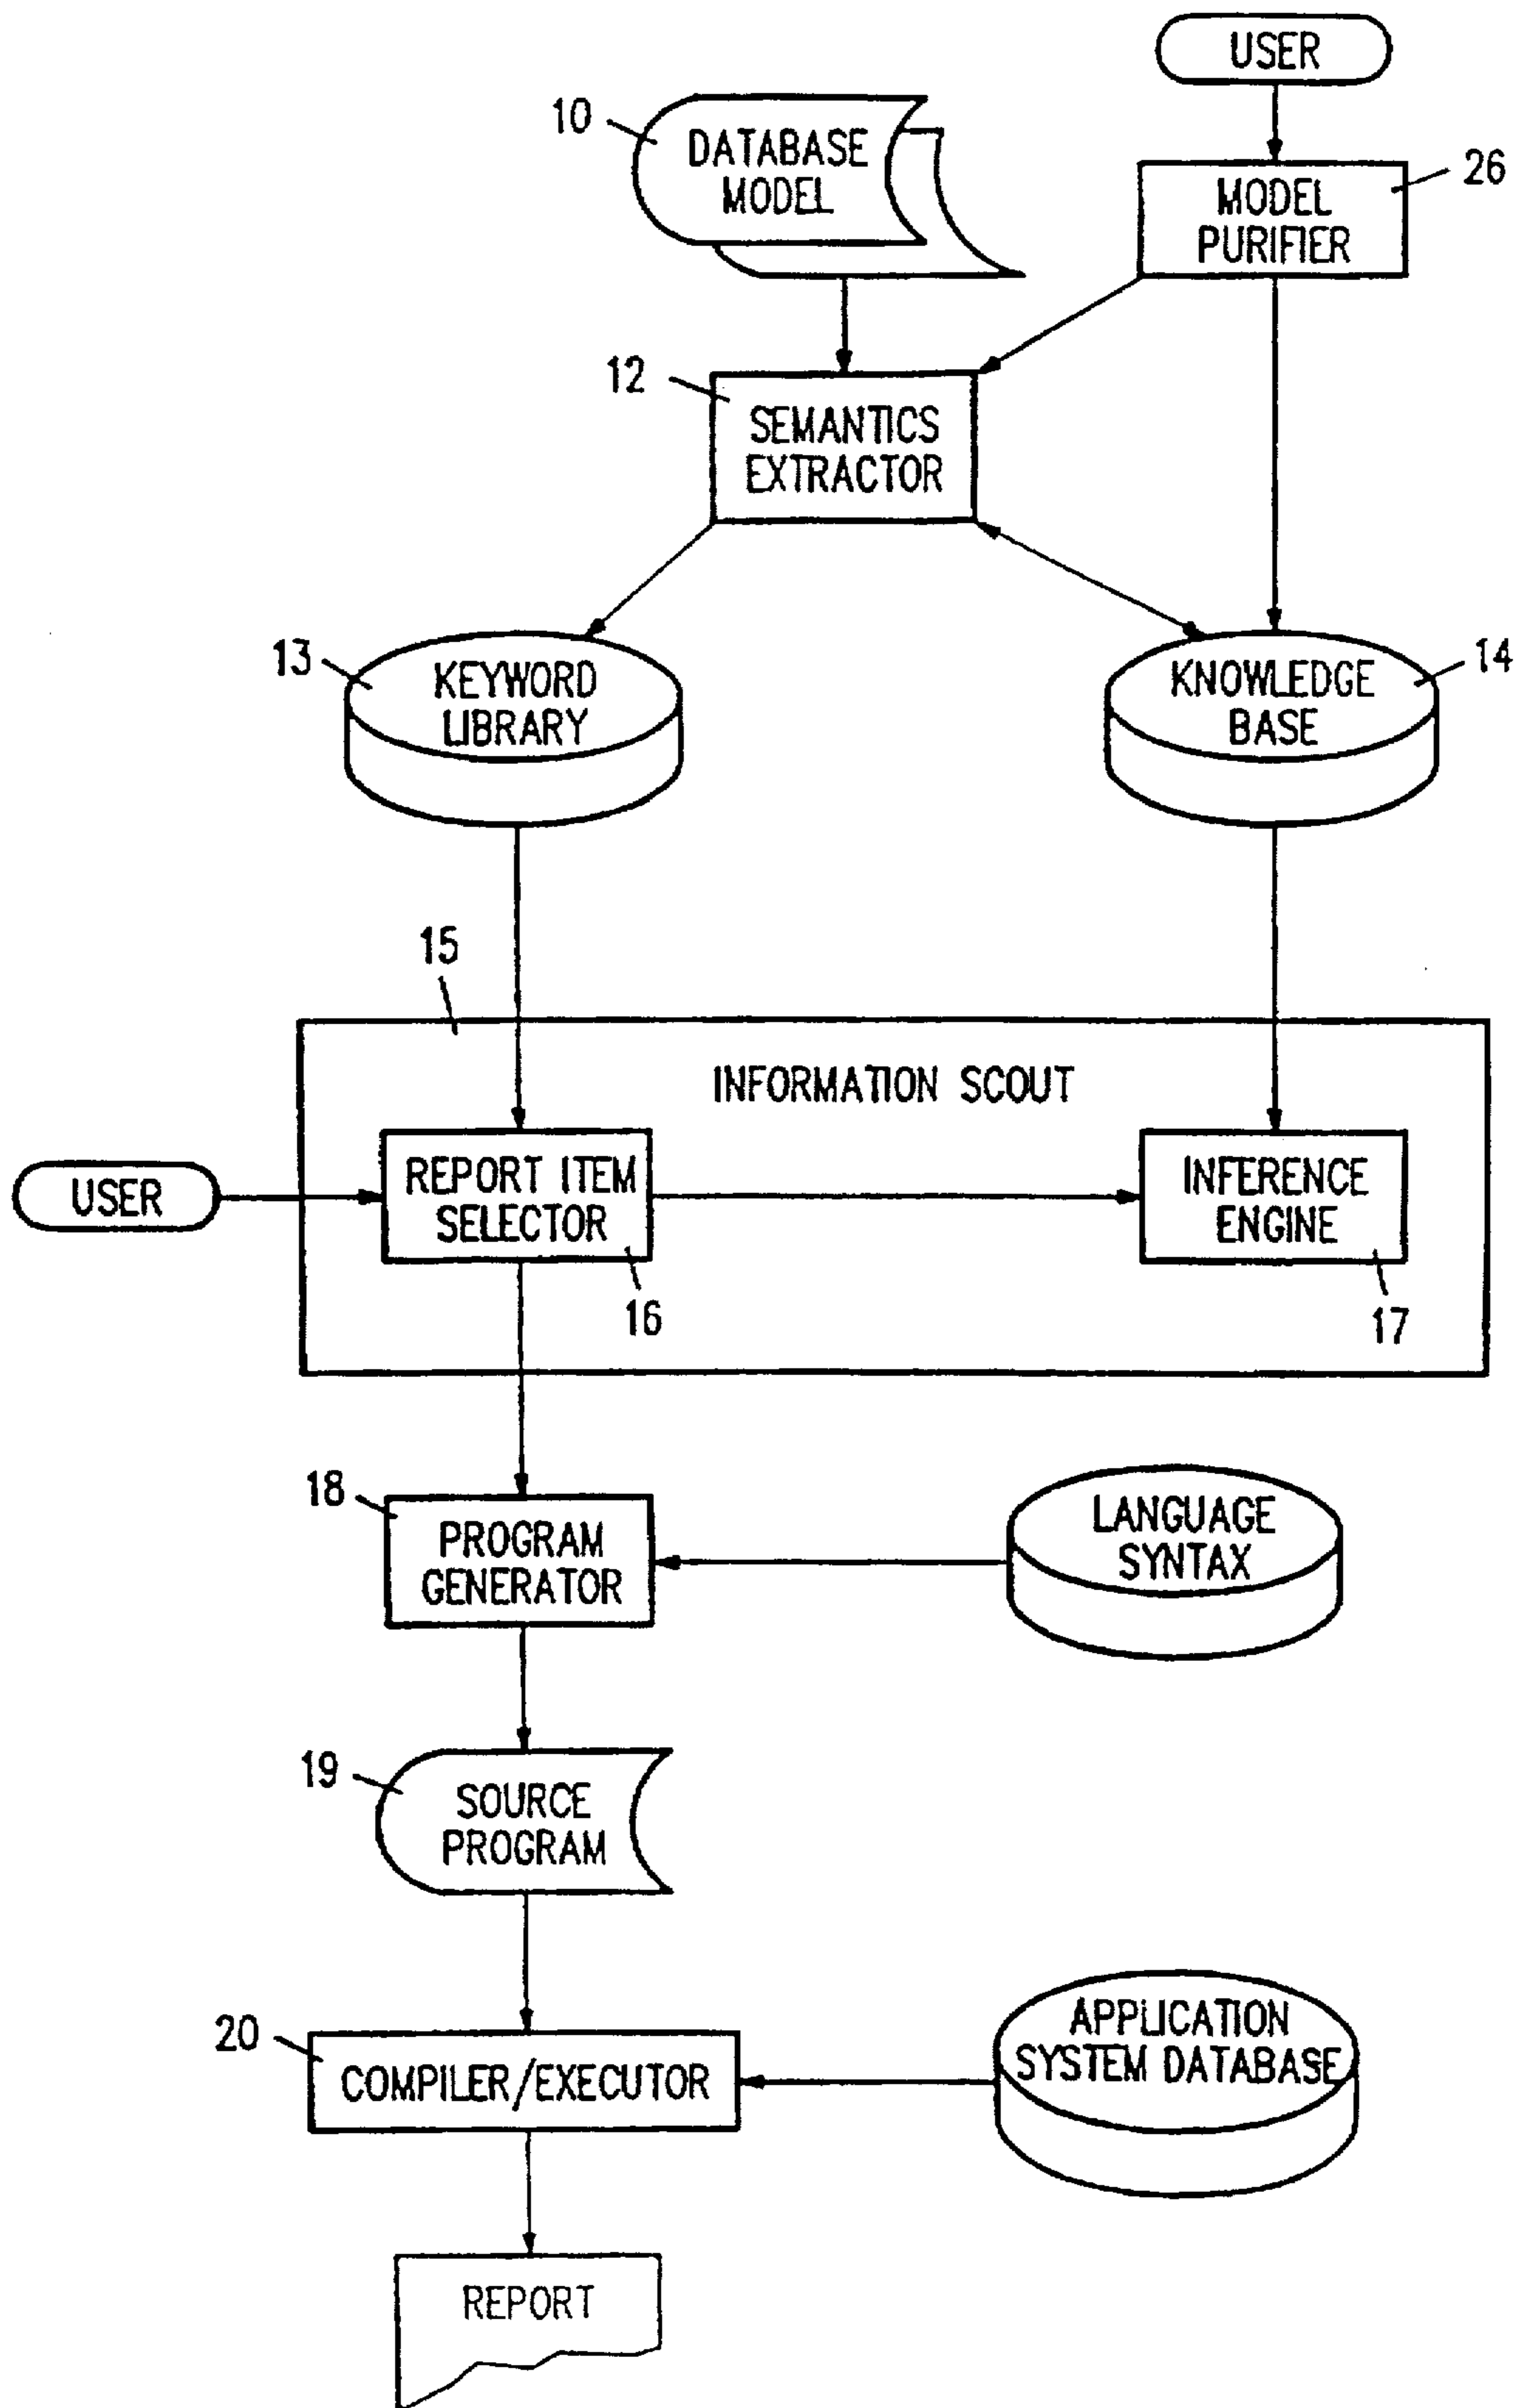 USER
10
DATABASE
MODEL
26
MODEL
PURIFIER
12
SEMANTICS
EXTRACTOR
13
KEYWORD
LIBRARY
14
KNOWLEDGE
BASE
15
INFORMATION SCOUT
USER
REPORT ITEM
SELECTOR
16
INFERENCE
ENGINE
17
18
PROGRAM
GENERATOR
LANGUAGE
SYNTAX
19
SOURCE
PROGRAM
20
COMPILER/EXECUTOR
APPLICATION
SYSTEM DATABASE
REPORT